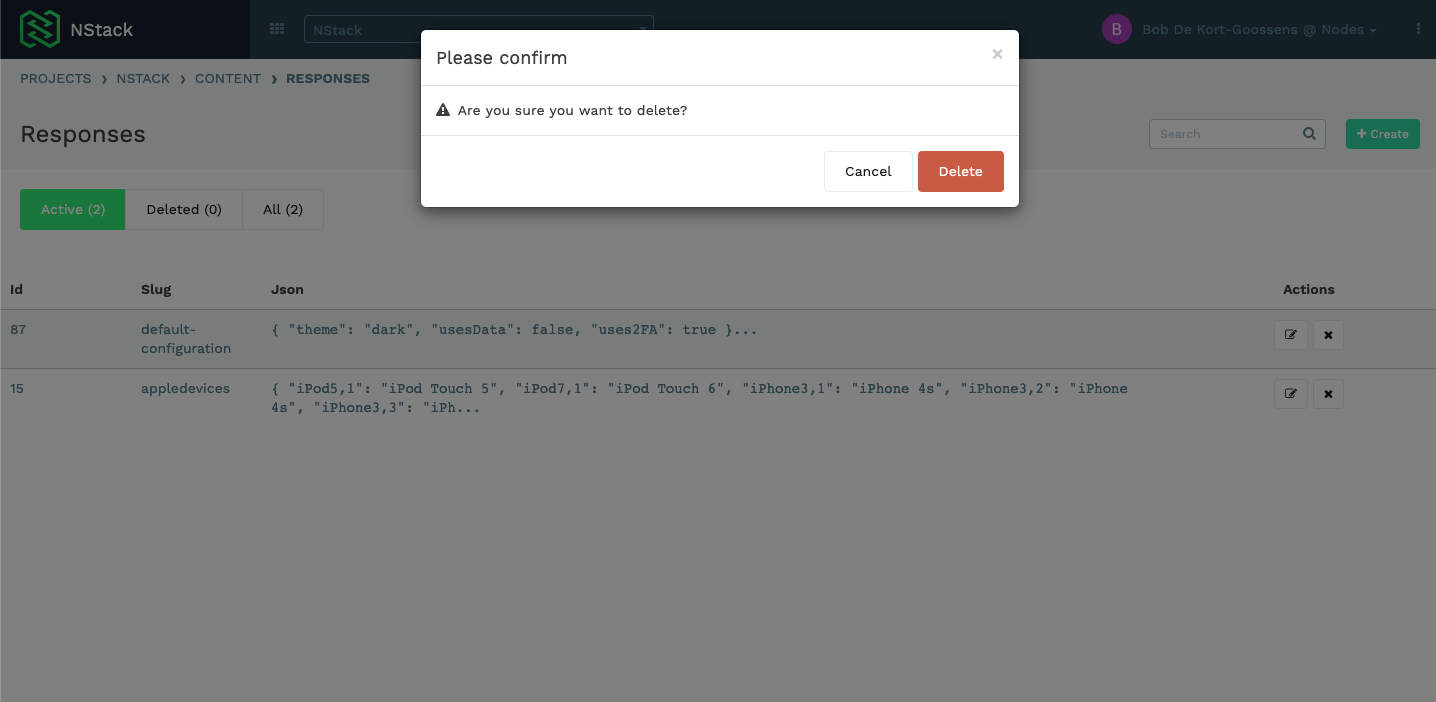 NStack
NStack
B
Bob De Kort-Goossens @ Nodes
Please confirm
×
Are you sure you want to delete?
Cancel
Delete
PROJECTS › NSTACK › CONTENT › RESPONSES
Responses
Search
+ Create
Active (2)
Deleted (0)
All (2)
Id Slug Json Actions
87 default- { "theme": "dark", "usesData": false, "uses2FA": true }...
configuration
15 appledevices { "iPod5,1": "iPod Touch 5", "iPod7,1": "iPod Touch 6", "iPhone3,1": "iPhone 4s", "iPhone3,2": "iPhone
4s", "iPhone3,3": "iPh...